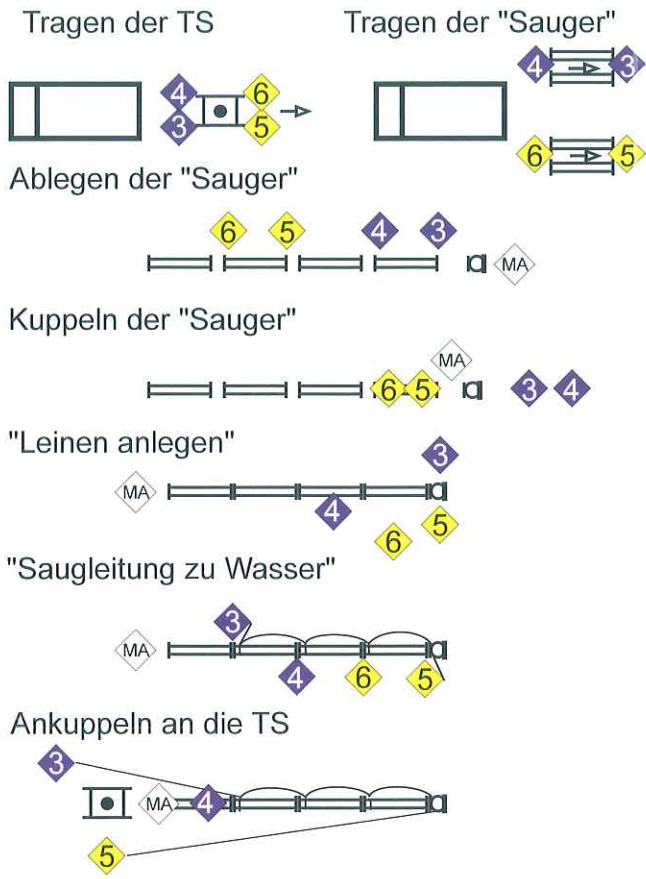 Tragen der TS
Tragen der "Sauger"
4 6
3 5
4 3
6 5
Ablegen der "Sauger"
6 5 4 3
MA
Kuppeln der "Sauger"
MA
6 5 3 4
"Leinen anlegen"
3
MA
4
6 5
"Saugleitung zu Wasser"
3
MA
4 6 5
Ankuppeln an die TS
3
MA 4
5